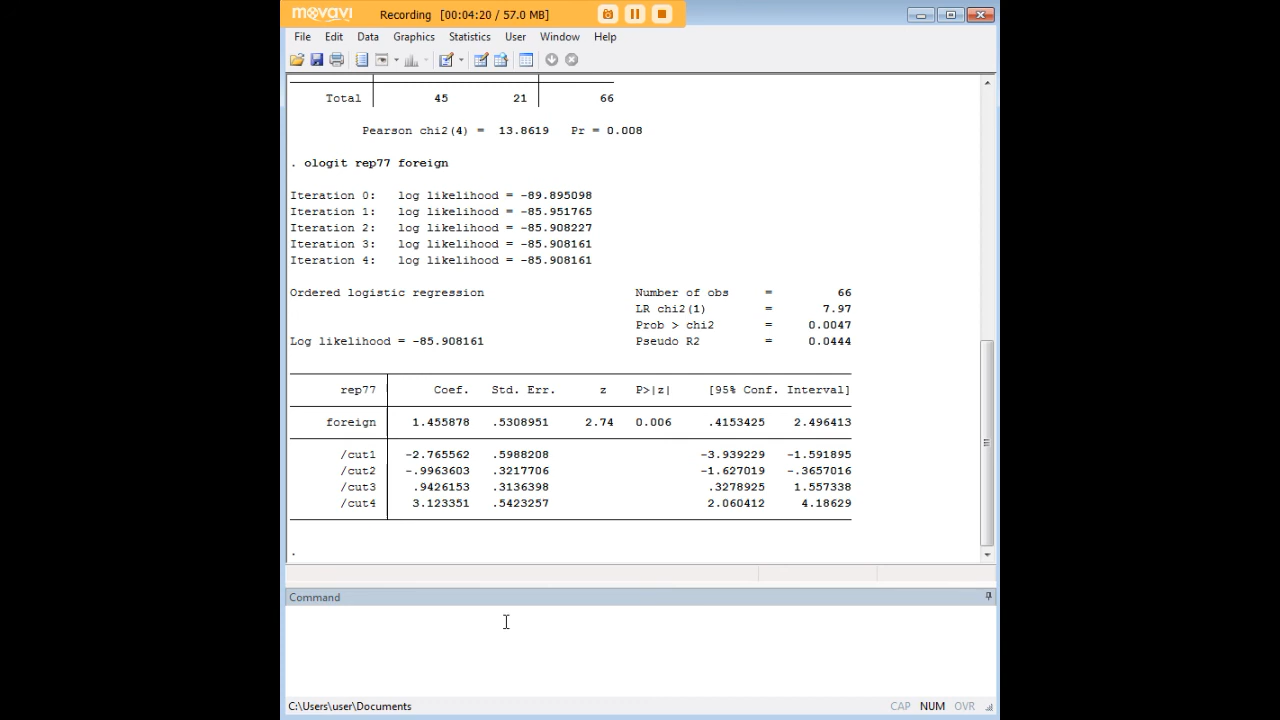 movavi Recording [00:04:20 / 57.0 MB]
File Edit Data Graphics Statistics User Window Help
Total 45 21 66
Pearson chi2(4) = 13.8619 Pr = 0.008
. ologit rep77 foreign
Iteration 0: log likelihood = -89.895098
Iteration 1: log likelihood = -85.951765
Iteration 2: log likelihood = -85.908227
Iteration 3: log likelihood = -85.908161
Iteration 4: log likelihood = -85.908161
Ordered logistic regression Number of obs = 66
LR chi2(1) = 7.97
Prob > chi2 = 0.0047
Log likelihood = -85.908161 Pseudo R2 = 0.0444
rep77 Coef. Std. Err. z P>|z| [95% Conf. Interval]
foreign 1.455878 .5308951 2.74 0.006 .4153425 2.496413
/cut1 -2.765562 .5988208 -3.939229 -1.591895
/cut2 -.9963603 .3217706 -1.627019 -.3657016
/cut3 .9426153 .3136398 .3278925 1.557338
/cut4 3.123351 .5423257 2.060412 4.18629
.
Command
C:\Users\user\Documents CAP NUM OVR